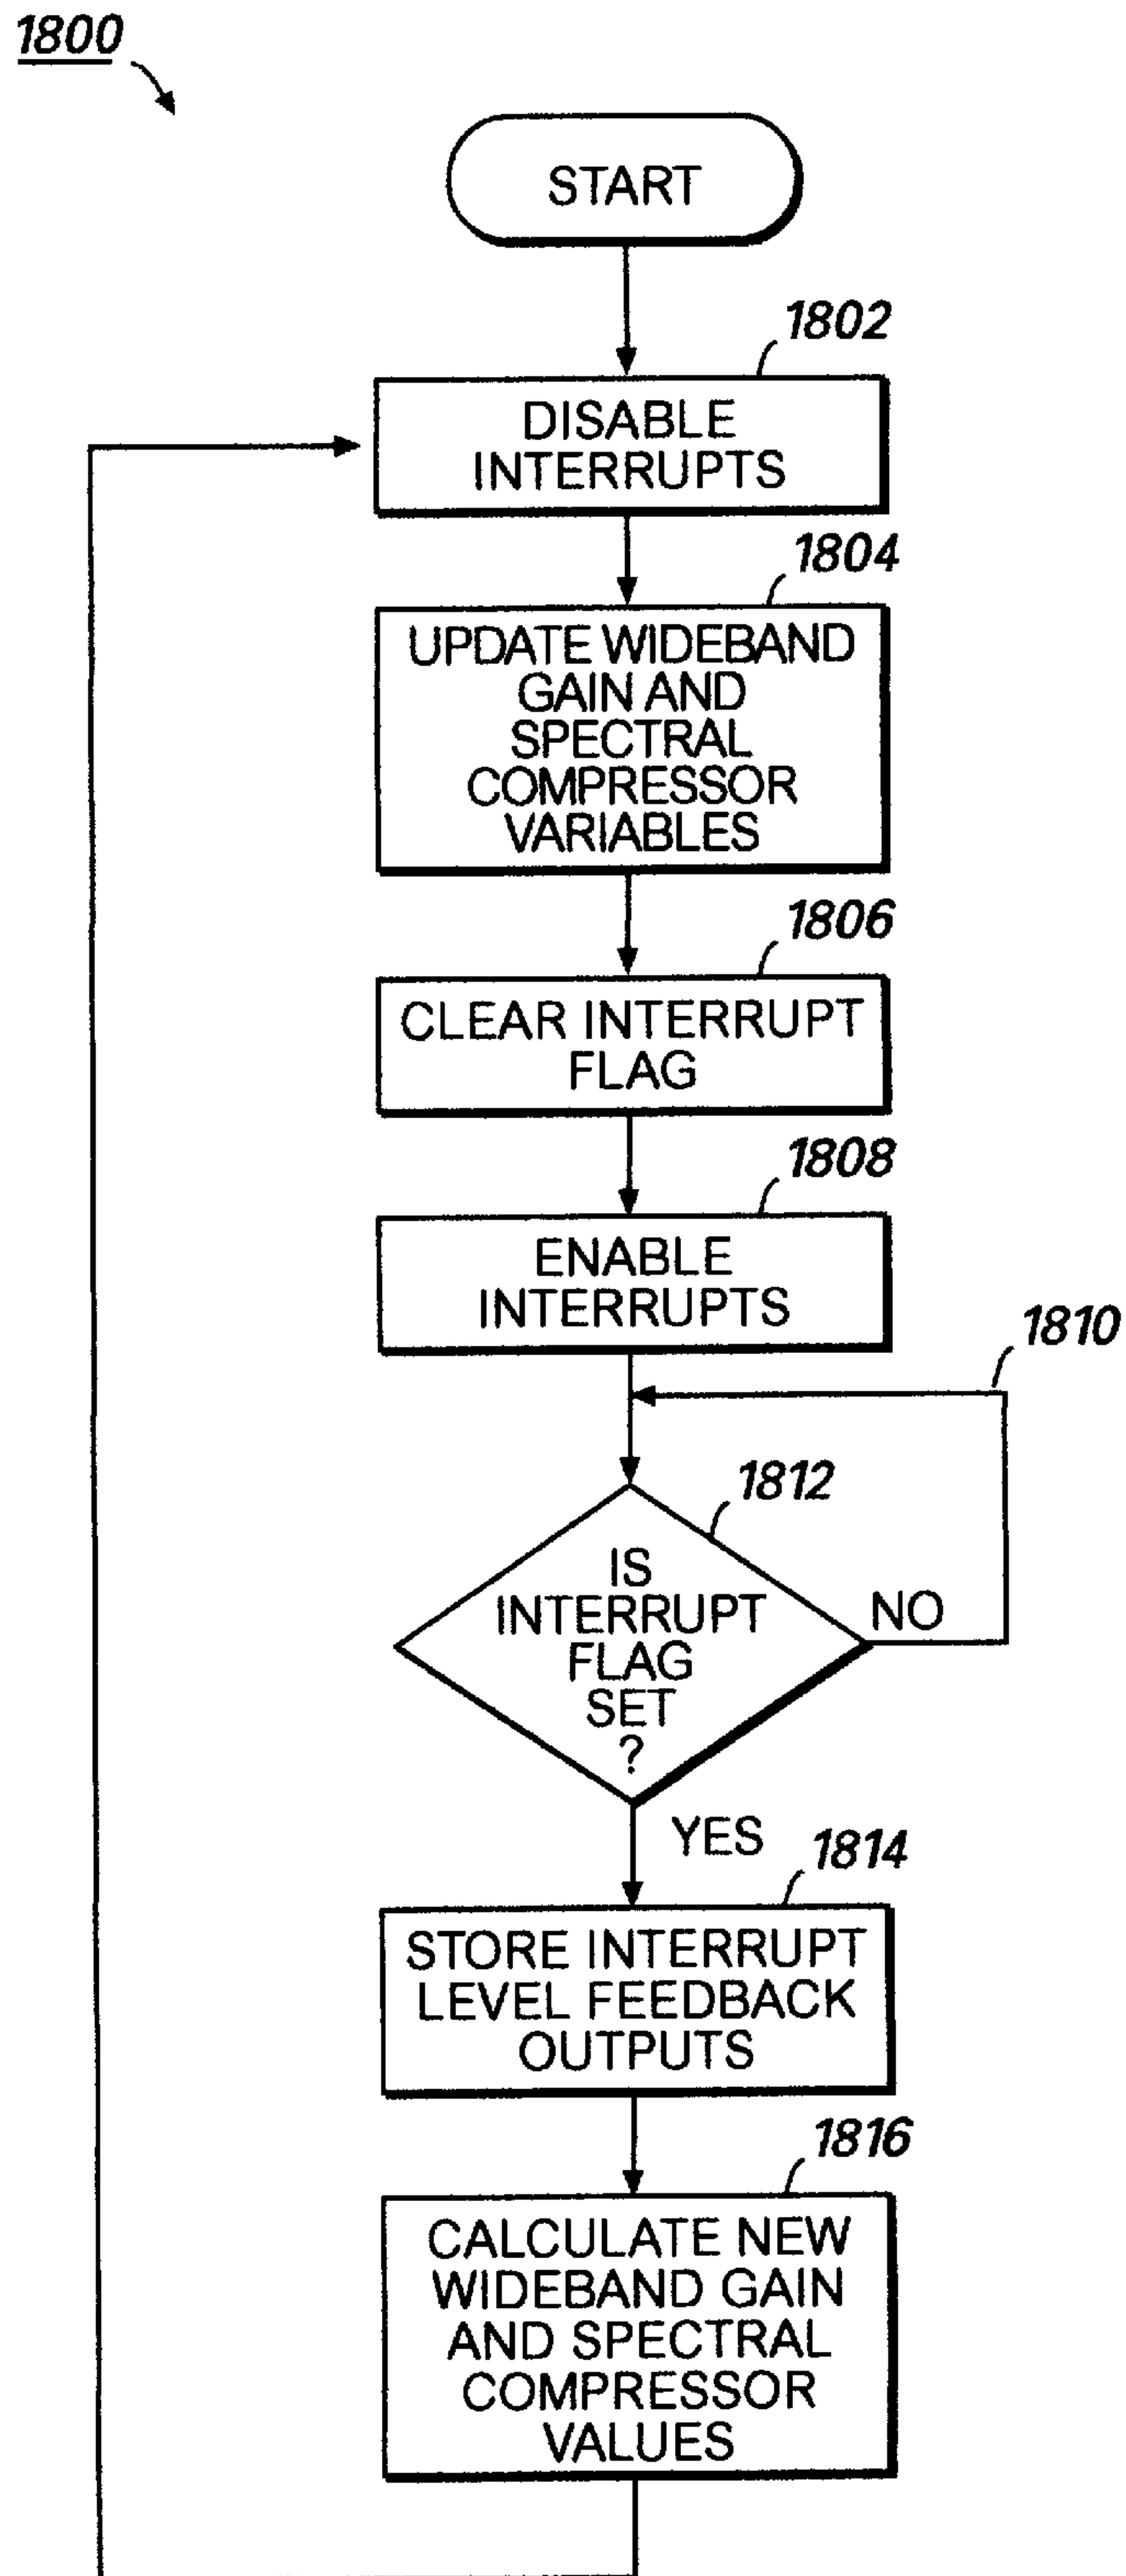 1800
START
1802
DISABLE
INTERRUPTS
1804
UPDATE WIDEBAND
GAIN AND
SPECTRAL
COMPRESSOR
VARIABLES
1806
CLEAR INTERRUPT
FLAG
1808
ENABLE
INTERRUPTS
1810
1812
IS
INTERRUPT
FLAG
SET
?
NO
YES
1814
STORE INTERRUPT
LEVEL FEEDBACK
OUTPUTS
1816
CALCULATE NEW
WIDEBAND GAIN
AND SPECTRAL
COMPRESSOR
VALUES